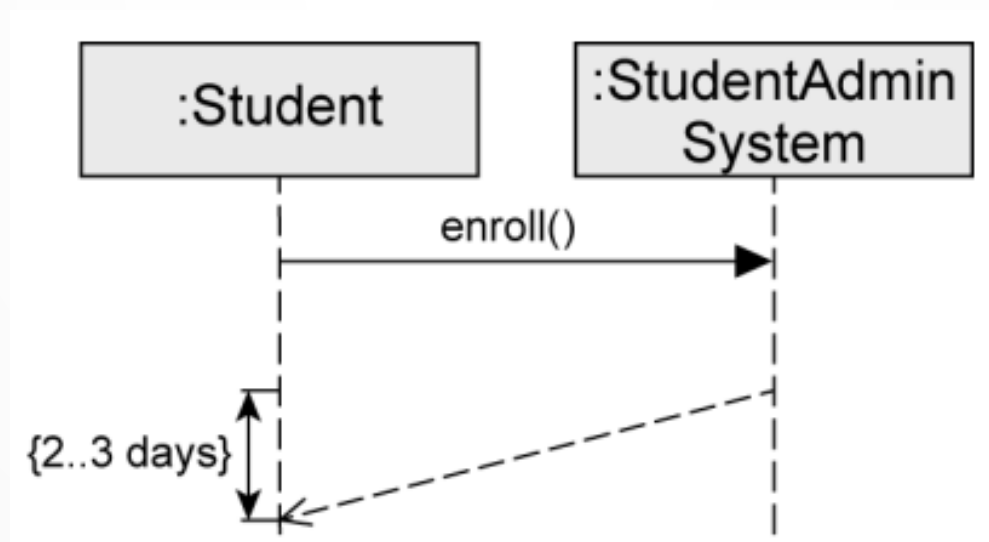 :Student
:StudentAdmin
System
enroll()
{2..3 days}